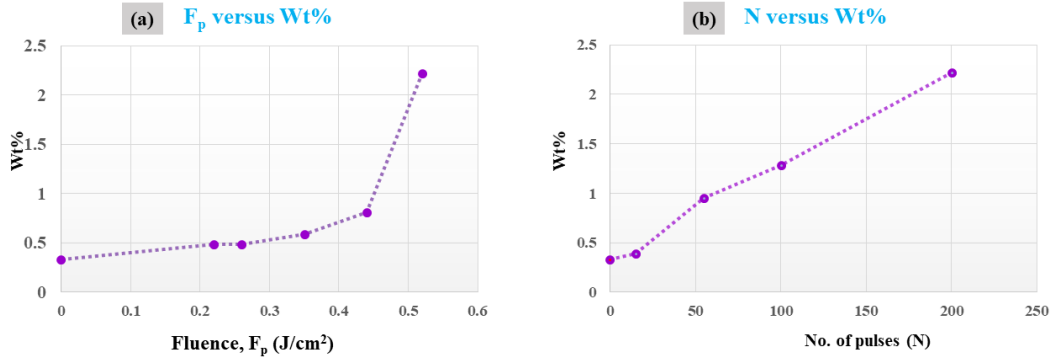 (a) F_p versus Wt%
2.5
2
1.5
1
0.5
0
Wt%
0 0.1 0.2 0.3 0.4 0.5 0.6
Fluence, F_p (J/cm²)
(b) N versus Wt%
2.5
2
1.5
1
0.5
0
Wt%
0 50 100 150 200 250
No. of pulses (N)